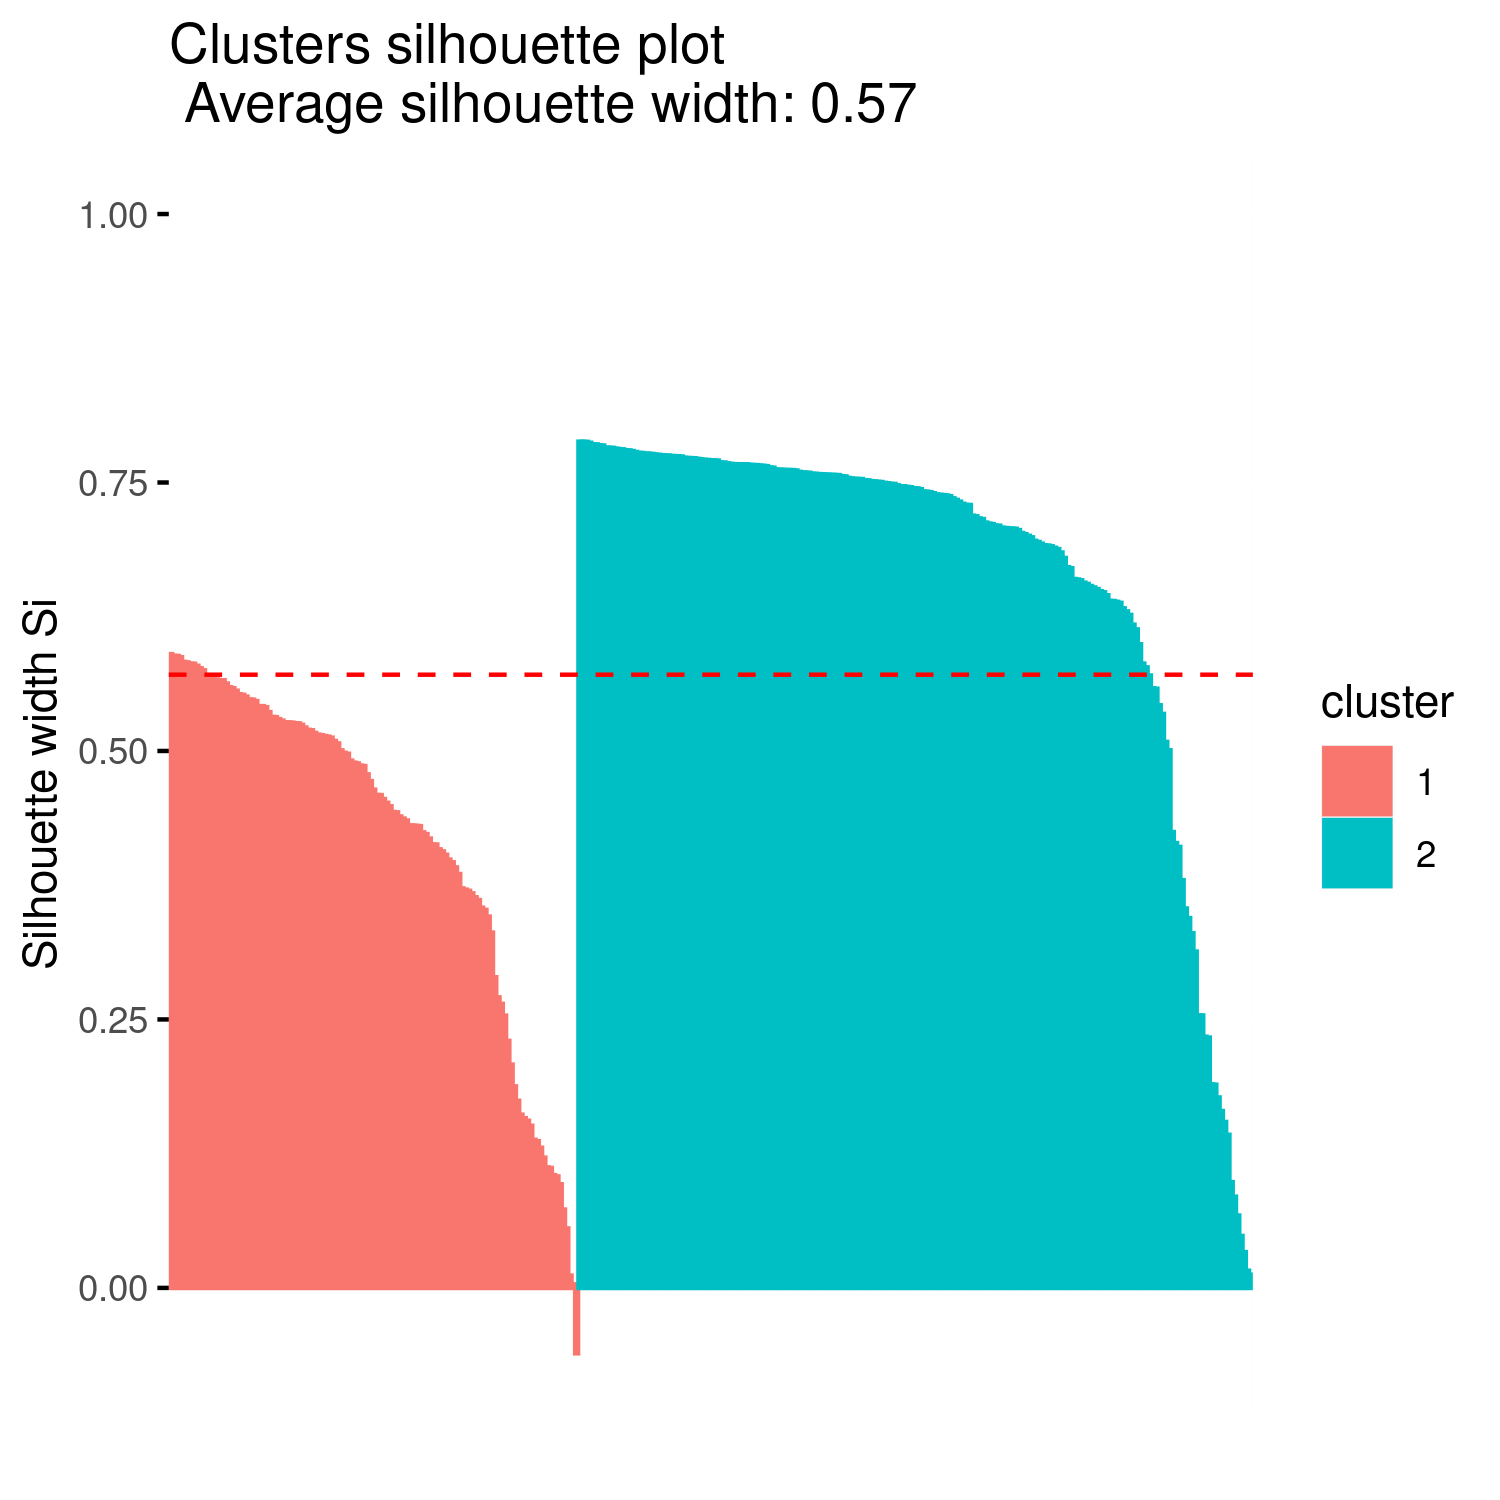 Clusters silhouette plot
Average silhouette width: 0.57
1.00
0.75
0.50
0.25
0.00
Silhouette width Si
cluster
1
2